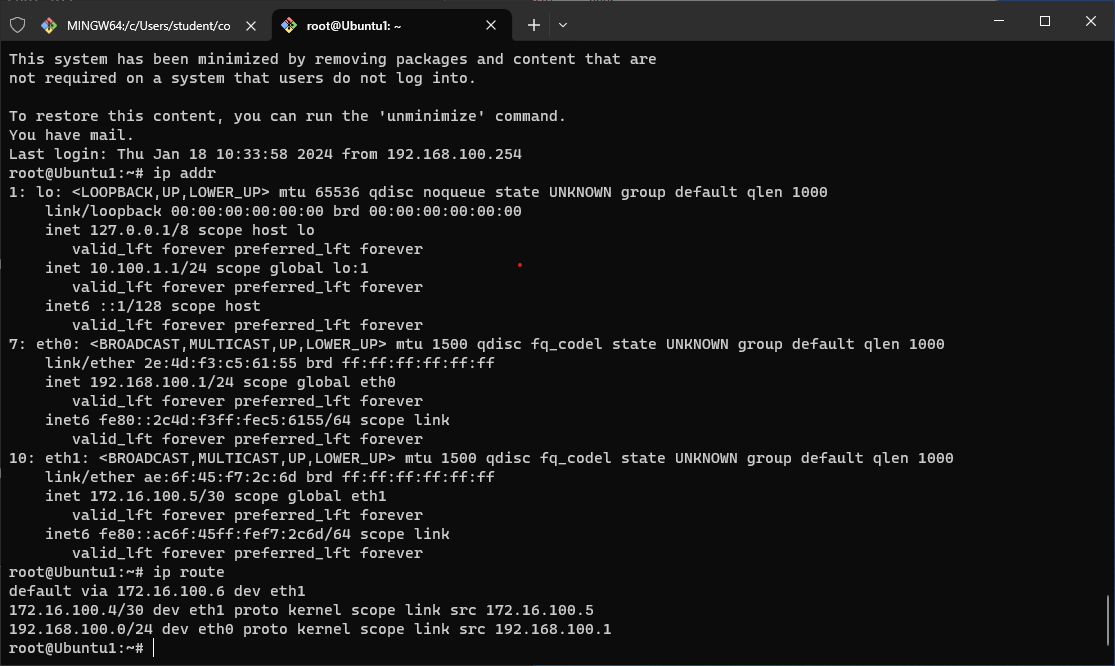 MINGW64:/c/Users/student/co
root@Ubuntu1: ~
This system has been minimized by removing packages and content that are
not required on a system that users do not log into.
To restore this content, you can run the 'unminimize' command.
You have mail.
Last login: Thu Jan 18 10:33:58 2024 from 192.168.100.254
root@Ubuntu1:~# ip addr
1: lo: <LOOPBACK,UP,LOWER_UP> mtu 65536 qdisc noqueue state UNKNOWN group default qlen 1000
    link/loopback 00:00:00:00:00:00 brd 00:00:00:00:00:00
    inet 127.0.0.1/8 scope host lo
       valid_lft forever preferred_lft forever
    inet 10.100.1.1/24 scope global lo:1
       valid_lft forever preferred_lft forever
    inet6 ::1/128 scope host
       valid_lft forever preferred_lft forever
7: eth0: <BROADCAST,MULTICAST,UP,LOWER_UP> mtu 1500 qdisc fq_codel state UNKNOWN group default qlen 1000
    link/ether 2e:4d:f3:c5:61:55 brd ff:ff:ff:ff:ff:ff
    inet 192.168.100.1/24 scope global eth0
       valid_lft forever preferred_lft forever
    inet6 fe80::2c4d:f3ff:fec5:6155/64 scope link
       valid_lft forever preferred_lft forever
10: eth1: <BROADCAST,MULTICAST,UP,LOWER_UP> mtu 1500 qdisc fq_codel state UNKNOWN group default qlen 1000
    link/ether ae:6f:45:f7:2c:6d brd ff:ff:ff:ff:ff:ff
    inet 172.16.100.5/30 scope global eth1
       valid_lft forever preferred_lft forever
    inet6 fe80::ac6f:45ff:fef7:2c6d/64 scope link
       valid_lft forever preferred_lft forever
root@Ubuntu1:~# ip route
default via 172.16.100.6 dev eth1
172.16.100.4/30 dev eth1 proto kernel scope link src 172.16.100.5
192.168.100.0/24 dev eth0 proto kernel scope link src 192.168.100.1
root@Ubuntu1:~#